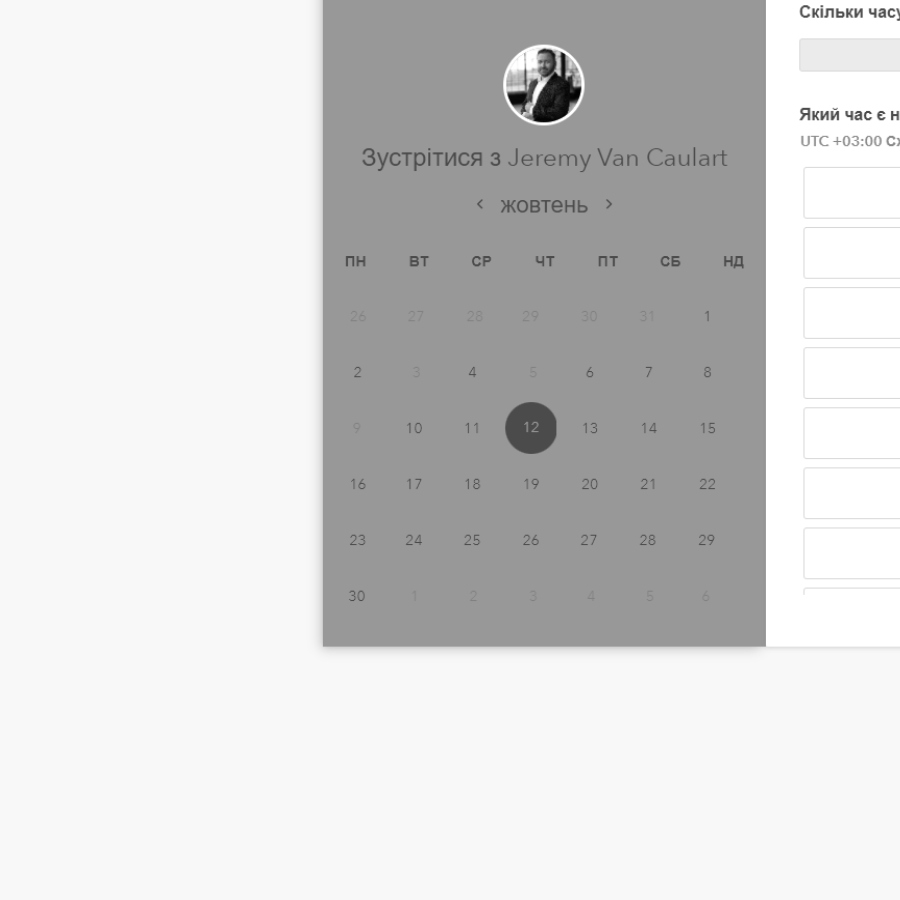 Скільки часу
Який час є н
UTC +03:00 Сх
Зустрітися з Jeremy Van Caulart
жовтень
ПН ВТ СР ЧТ ПТ СБ НД
26 27 28 29 30 31 1
2 3 4 5 6 7 8
9 10 11 12 13 14 15
16 17 18 19 20 21 22
23 24 25 26 27 28 29
30 1 2 3 4 5 6